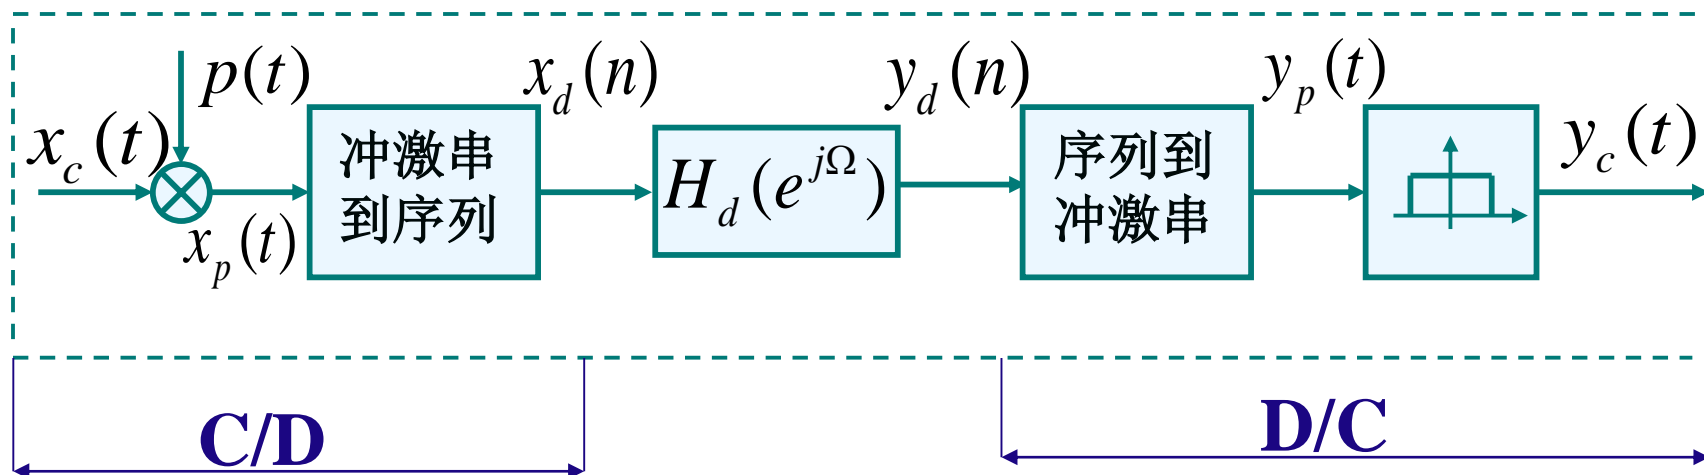 p(t)
x_d(n)
y_d(n)
y_p(t)
x_c(t)
冲激串
到序列
H_d(e^{jΩ})
序列到
冲激串
y_c(t)
x_p(t)
C/D
D/C